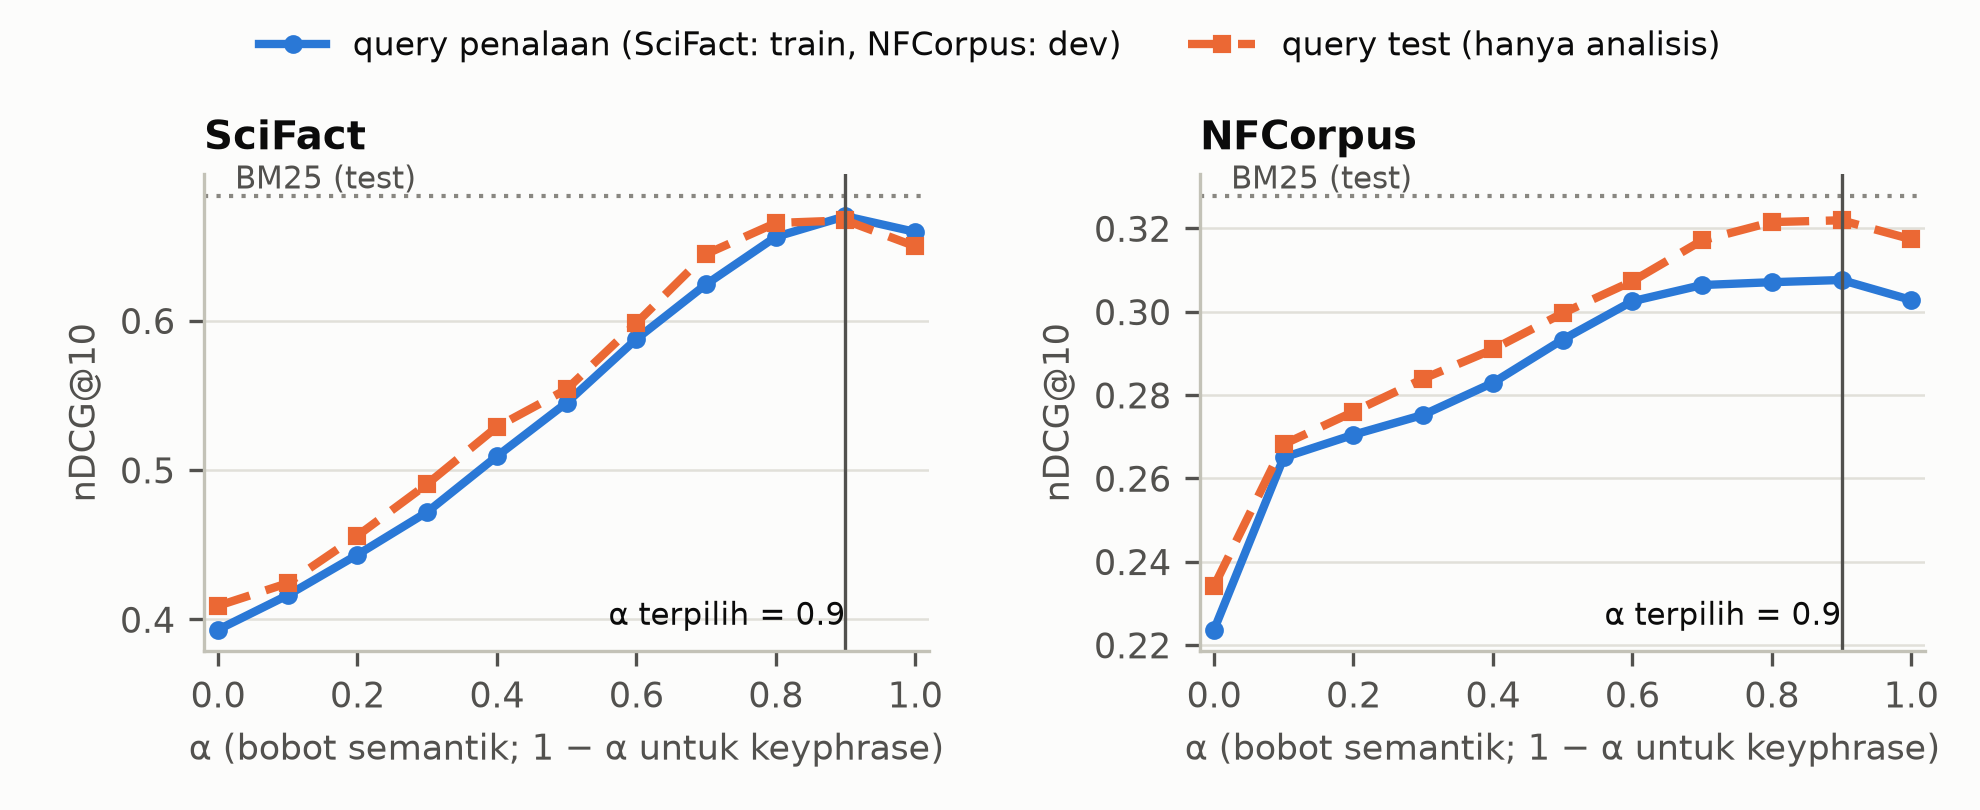 query penalaan (SciFact: train, NFCorpus: dev)
query test (hanya analisis)
SciFact
BM25 (test)
nDCG@10
0.6
0.5
0.4
α terpilih = 0.9
0.0 0.2 0.4 0.6 0.8 1.0
α (bobot semantik; 1 − α untuk keyphrase)
NFCorpus
BM25 (test)
nDCG@10
0.32
0.30
0.28
0.26
0.24
0.22
α terpilih = 0.9
0.0 0.2 0.4 0.6 0.8 1.0
α (bobot semantik; 1 − α untuk keyphrase)